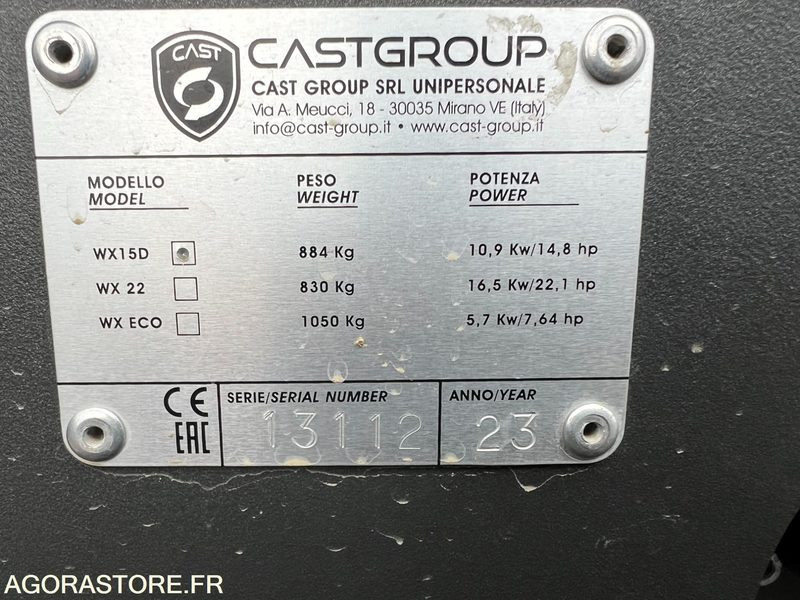 CAST
CASTGROUP
CAST GROUP SRL UNIPERSONALE
Via A. Meucci, 18 - 30035 Mirano VE (Italy)
info@cast-group.it • www.cast-group.it
MODELLO PESO POTENZA
MODEL WEIGHT POWER
WX15D 884 Kg 10,9 Kw/14,8 hp
WX 22 830 Kg 16,5 Kw/22,1 hp
WX ECO 1050 Kg 5,7 Kw/7,64 hp
CE
EAC
SERIE/SERIAL NUMBER ANNO/YEAR
13112 23
AGORASTORE.FR